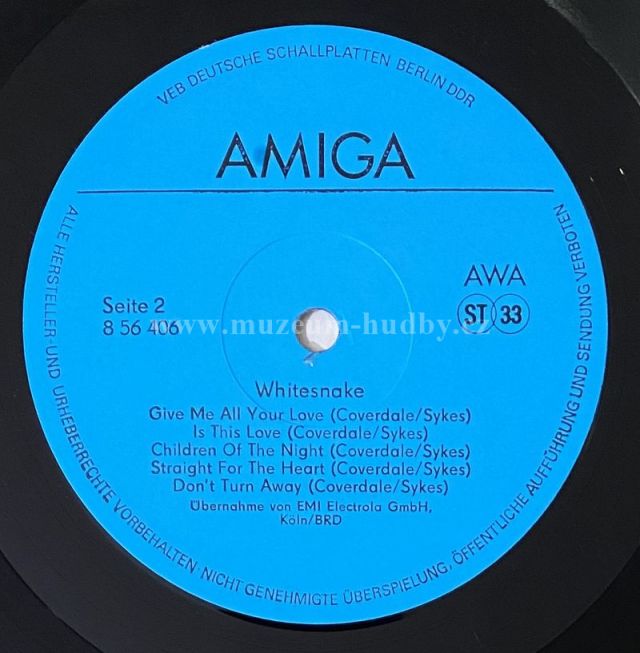 VEB DEUTSCHE SCHALLPLATTEN BERLIN DDR
AMIGA
AWA
Seite 2
8 56 406
ST 33
www.muzeum-hudby.cz
Whitesnake
Give Me All Your Love (Coverdale/Sykes)
Is This Love (Coverdale/Sykes)
Children Of The Night (Coverdale/Sykes)
Straight For The Heart (Coverdale/Sykes)
Don't Turn Away (Coverdale/Sykes)
Übernahme von EMI Electrola GmbH,
Köln/BRD
ALLE HERSTELLER- UND URHEBERRECHTE VORBEHALTEN · NICHT GENEHMIGTE ÜBERSPIELUNG, ÖFFENTLICHE AUFFÜHRUNG UND SENDUNG VERBOTEN